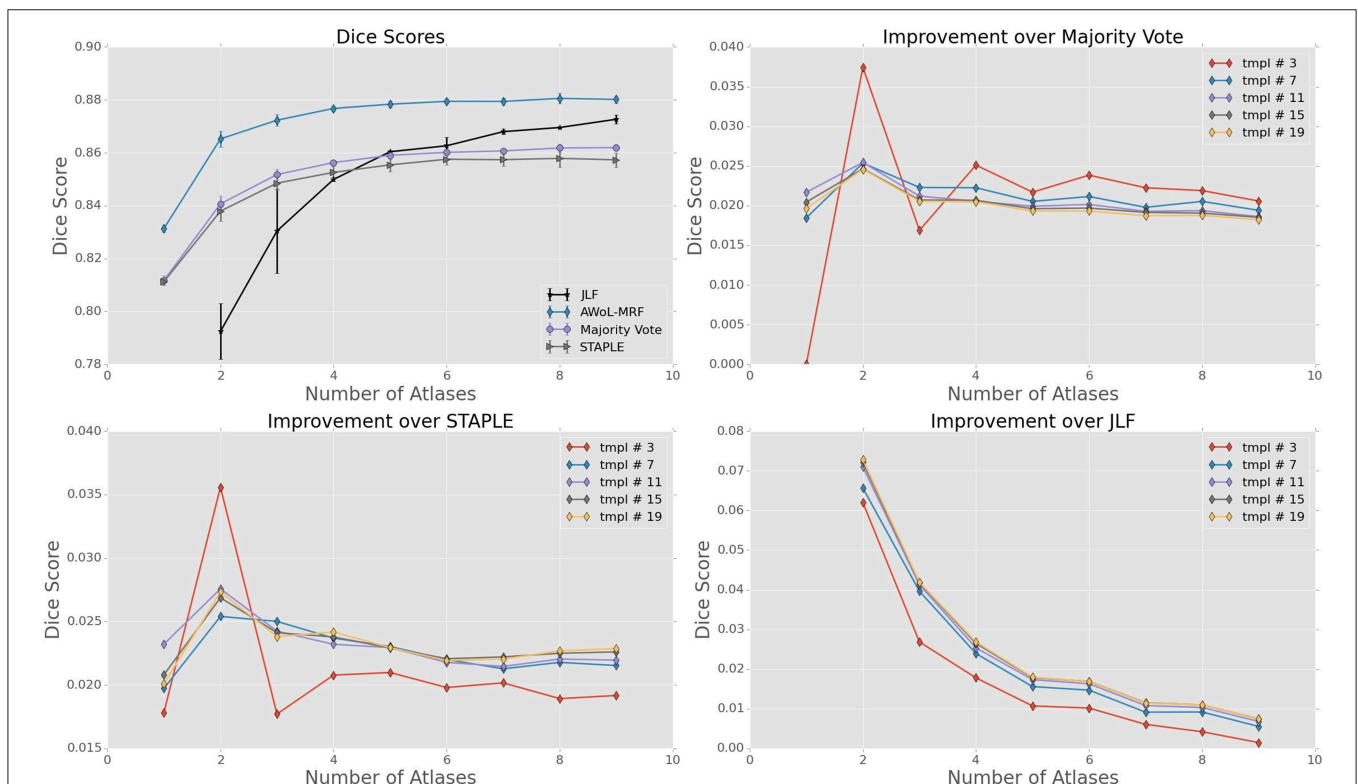 Dice Scores
0.90
0.88
0.86
0.84
0.82
0.80
0.78
Dice Score
JLF
AWoL-MRF
Majority Vote
STAPLE
0 2 4 6 8 10
Number of Atlases
Improvement over Majority Vote
0.040
0.035
0.030
0.025
0.020
0.015
0.010
0.005
0.000
Dice Score
tmpl # 3
tmpl # 7
tmpl # 11
tmpl # 15
tmpl # 19
0 2 4 6 8 10
Number of Atlases
Improvement over STAPLE
0.040
0.035
0.030
0.025
0.020
0.015
Dice Score
tmpl # 3
tmpl # 7
tmpl # 11
tmpl # 15
tmpl # 19
0 2 4 6 8 10
Number of Atlases
Improvement over JLF
0.08
0.07
0.06
0.05
0.04
0.03
0.02
0.01
0.00
Dice Score
tmpl # 3
tmpl # 7
tmpl # 11
tmpl # 15
tmpl # 19
0 2 4 6 8 10
Number of Atlases